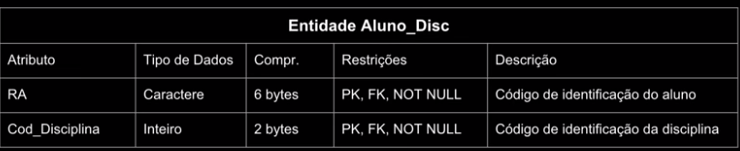 Entidade Aluno_Disc
Atributo Tipo de Dados Compr. Restrições Descrição
RA Caractere 6 bytes PK, FK, NOT NULL Código de identificação do aluno
Cod_Disciplina Inteiro 2 bytes PK, FK, NOT NULL Código de identificação da disciplina